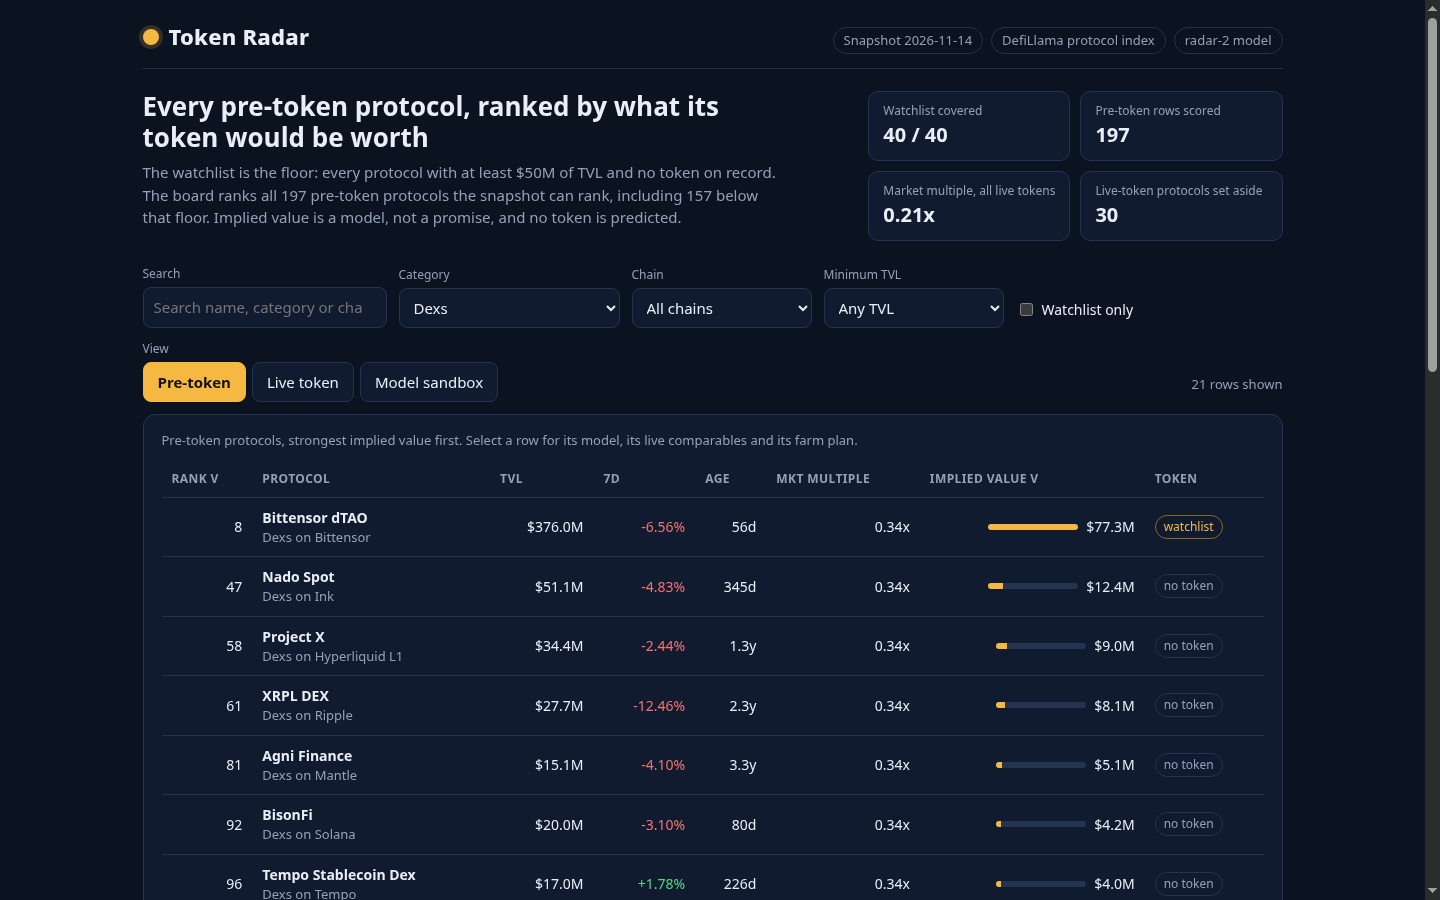 Token Radar
Snapshot 2026-11-14
DefiLlama protocol index
radar-2 model
Every pre-token protocol, ranked by what its
token would be worth
The watchlist is the floor: every protocol with at least $50M of TVL and no token on record.
The board ranks all 197 pre-token protocols the snapshot can rank, including 157 below
that floor. Implied value is a model, not a promise, and no token is predicted.
Watchlist covered
40 / 40
Pre-token rows scored
197
Market multiple, all live tokens
0.21x
Live-token protocols set aside
30
Search
Search name, category or cha
Category
Dexs
Chain
All chains
Minimum TVL
Any TVL
Watchlist only
View
Pre-token
Live token
Model sandbox
21 rows shown
Pre-token protocols, strongest implied value first. Select a row for its model, its live comparables and its farm plan.
RANK V PROTOCOL TVL 7D AGE MKT MULTIPLE IMPLIED VALUE V TOKEN
8 Bittensor dTAO $376.0M -6.56% 56d 0.34x $77.3M watchlist
Dexs on Bittensor
47 Nado Spot $51.1M -4.83% 345d 0.34x $12.4M no token
Dexs on Ink
58 Project X $34.4M -2.44% 1.3y 0.34x $9.0M no token
Dexs on Hyperliquid L1
61 XRPL DEX $27.7M -12.46% 2.3y 0.34x $8.1M no token
Dexs on Ripple
81 Agni Finance $15.1M -4.10% 3.3y 0.34x $5.1M no token
Dexs on Mantle
92 BisonFi $20.0M -3.10% 80d 0.34x $4.2M no token
Dexs on Solana
96 Tempo Stablecoin Dex $17.0M +1.78% 226d 0.34x $4.0M no token
Dexs on Tempo